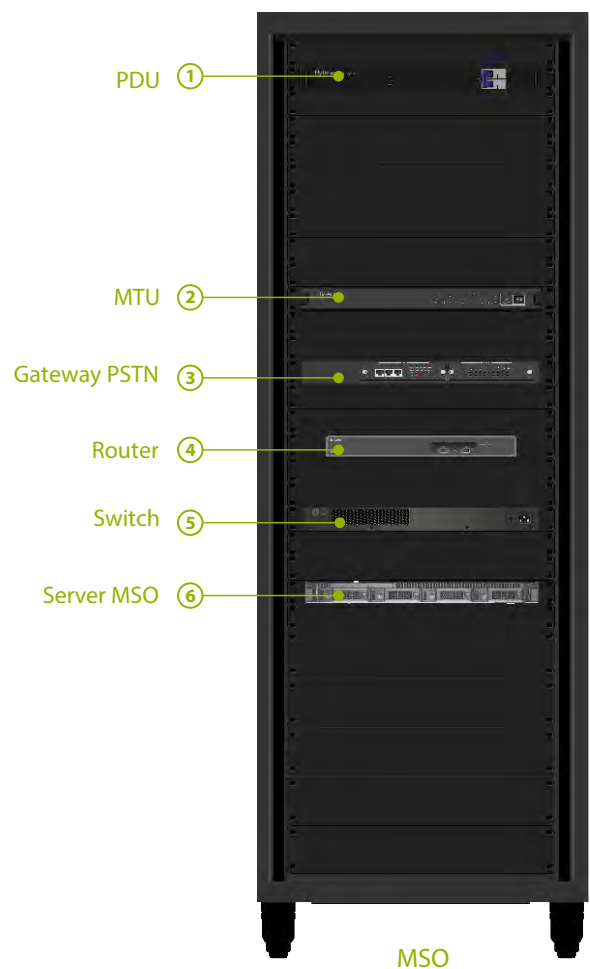 PDU 1
MTU 2
Gateway PSTN 3
Router 4
Switch 5
Server MSO 6
MSO